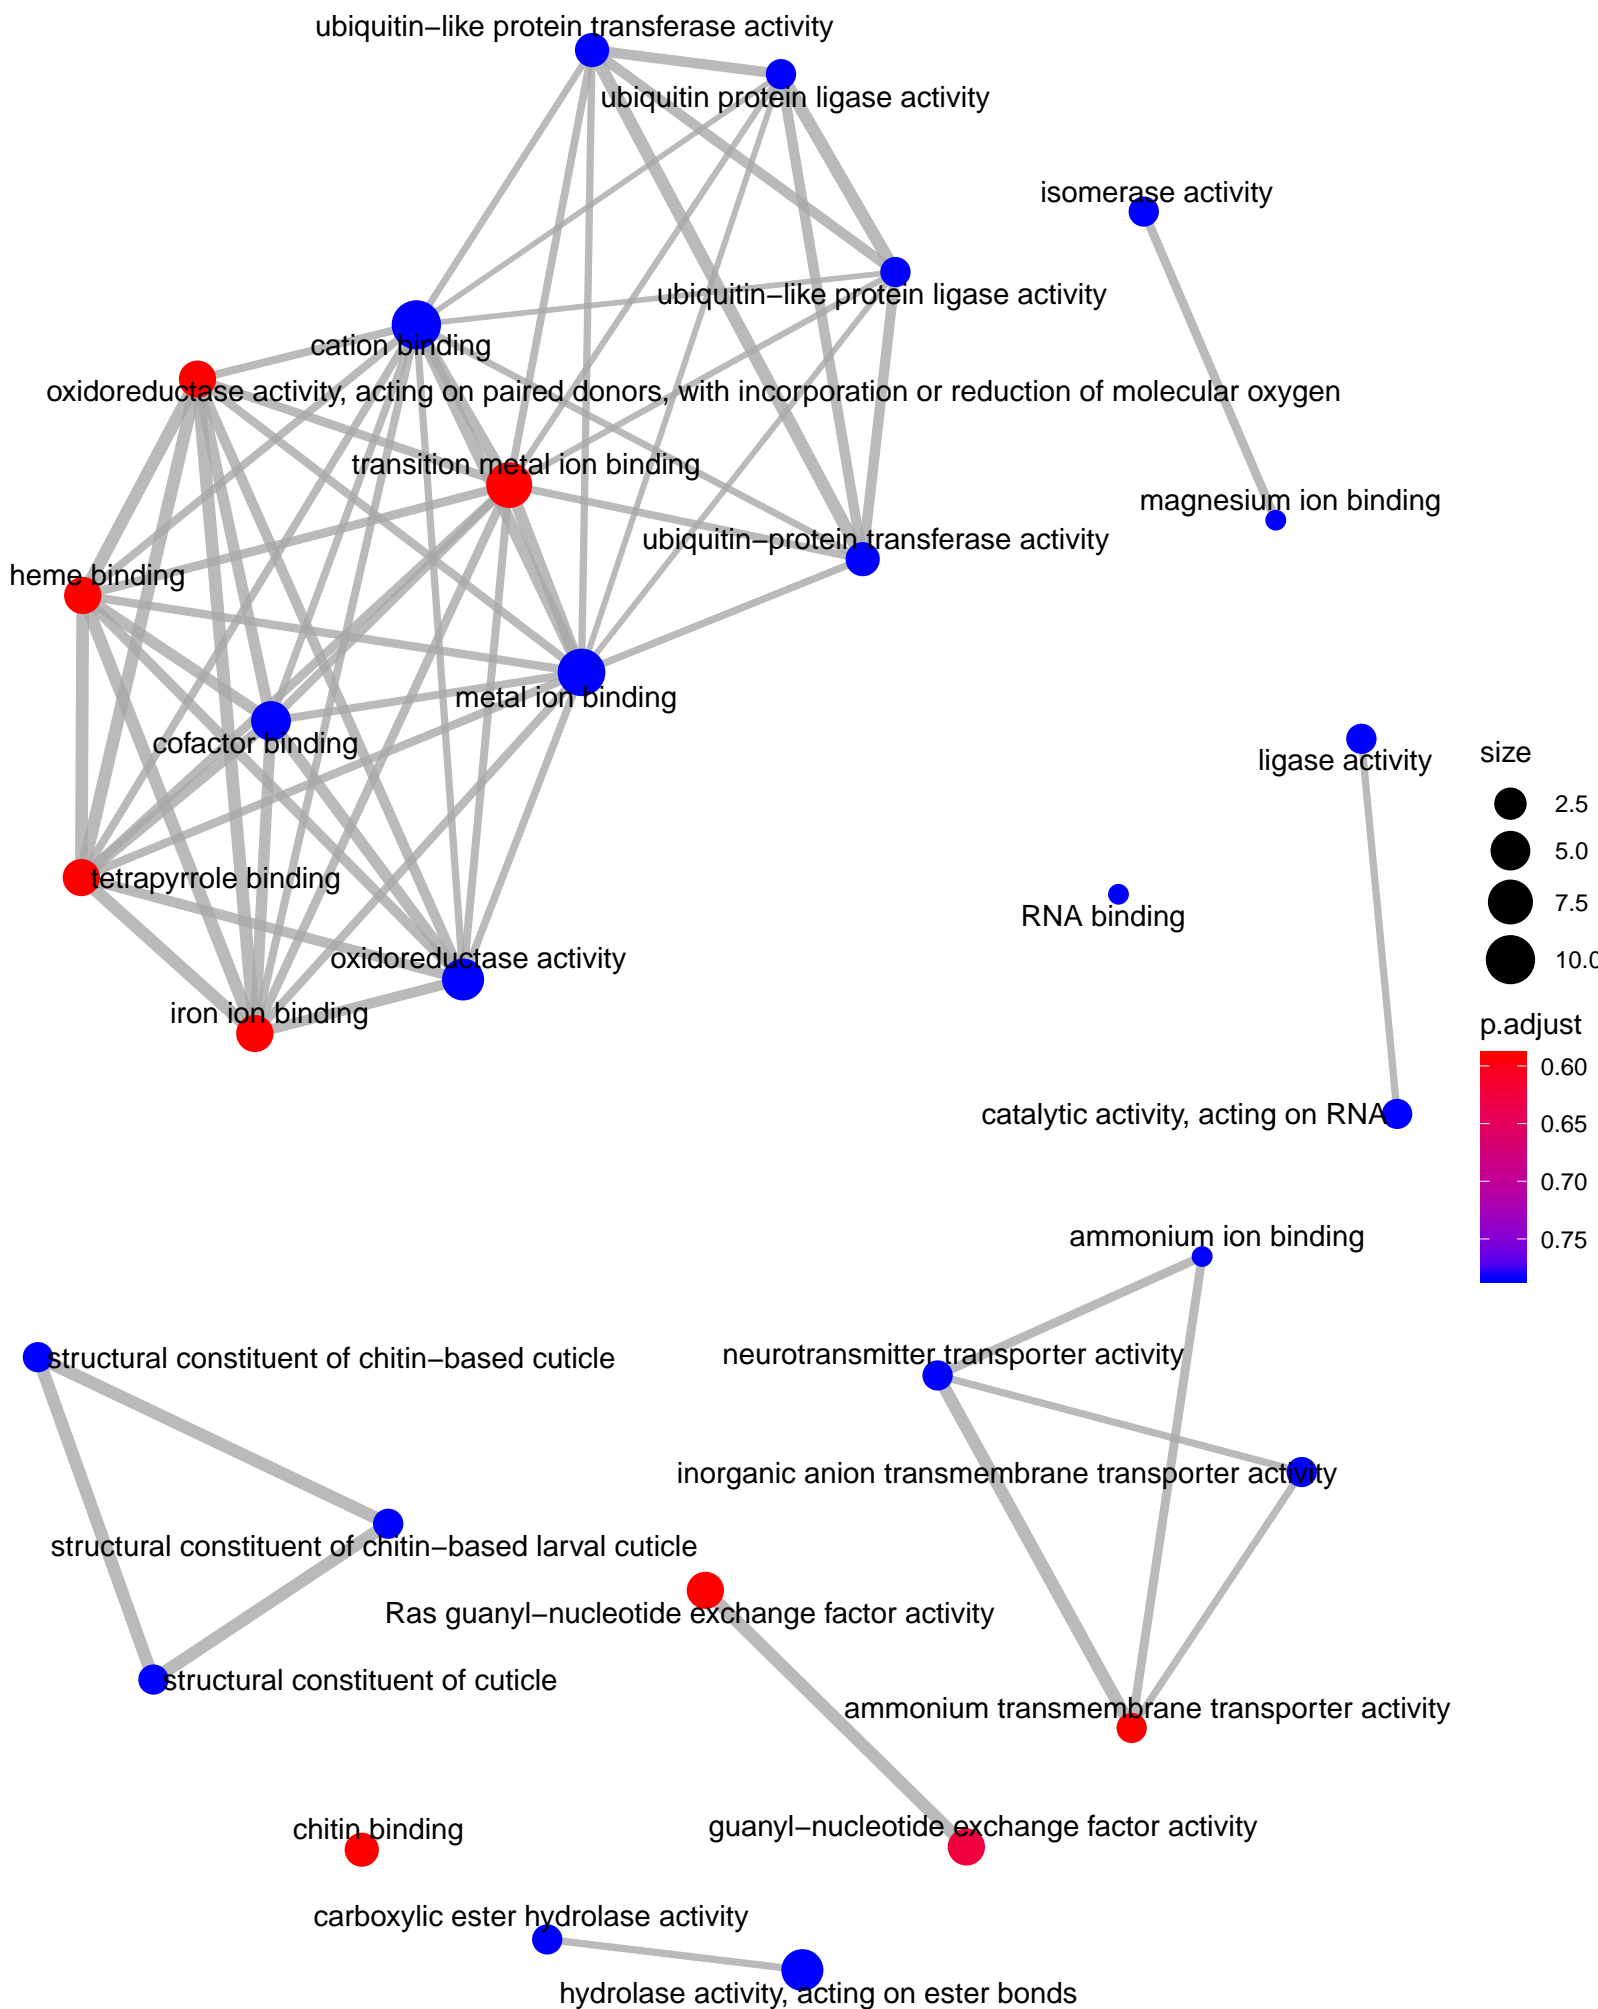 ubiquitin−like protein transferase activity
ubiquitin protein ligase activity
isomerase activity
ubiquitin−like protein ligase activity
cation binding
oxidoreductase activity, acting on paired donors, with incorporation or reduction of molecular oxygen
transition metal ion binding
magnesium ion binding
ubiquitin−protein transferase activity
heme binding
metal ion binding
cofactor binding
ligase activity
size
2.5
5.0
7.5
10.0
tetrapyrrole binding
RNA binding
oxidoreductase activity
iron ion binding
p.adjust
0.60
0.65
0.70
0.75
catalytic activity, acting on RNA
ammonium ion binding
structural constituent of chitin−based cuticle
neurotransmitter transporter activity
inorganic anion transmembrane transporter activity
structural constituent of chitin−based larval cuticle
Ras guanyl−nucleotide exchange factor activity
structural constituent of cuticle
ammonium transmembrane transporter activity
chitin binding
guanyl−nucleotide exchange factor activity
carboxylic ester hydrolase activity
hydrolase activity, acting on ester bonds